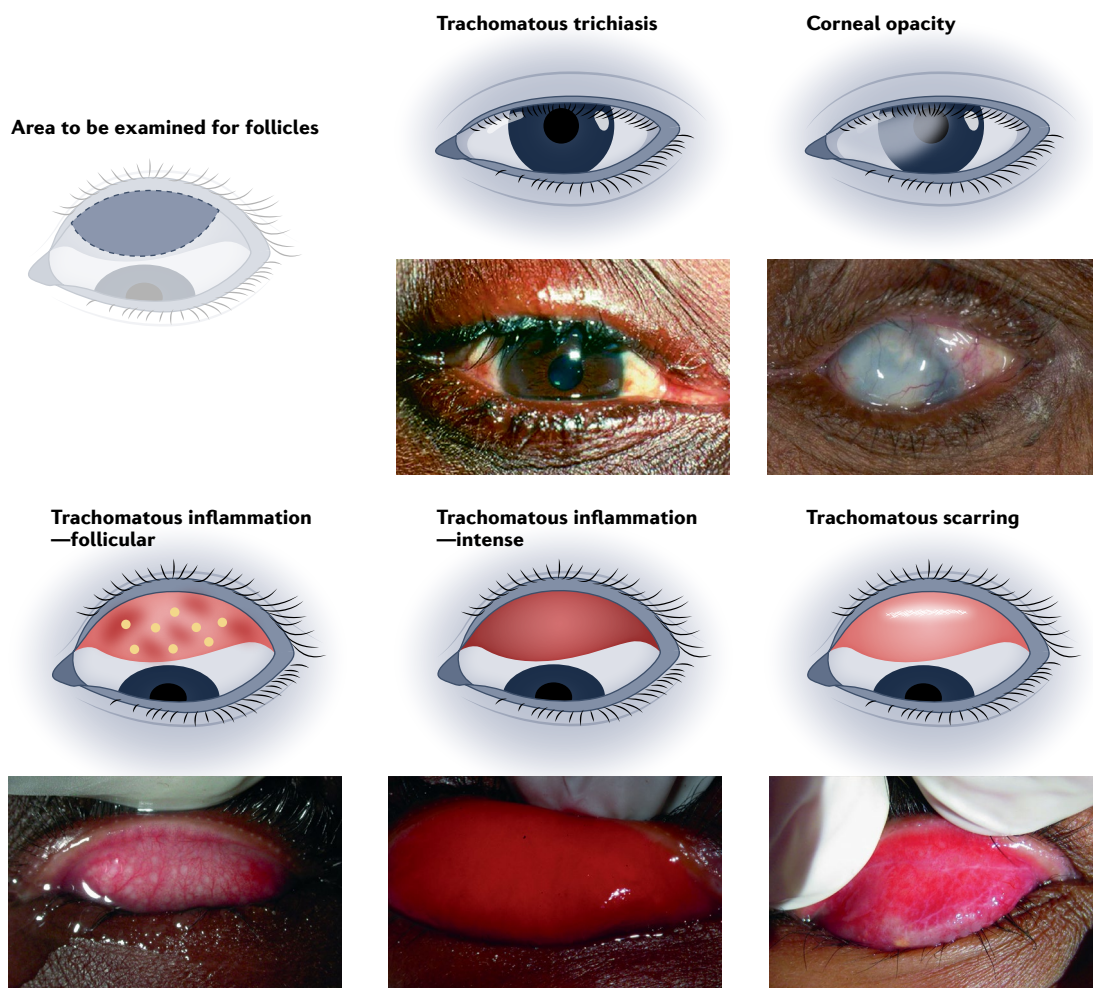 Trachomatous trichiasis
Corneal opacity
Area to be examined for follicles
Trachomatous inflammation
—follicular
Trachomatous inflammation
—intense
Trachomatous scarring